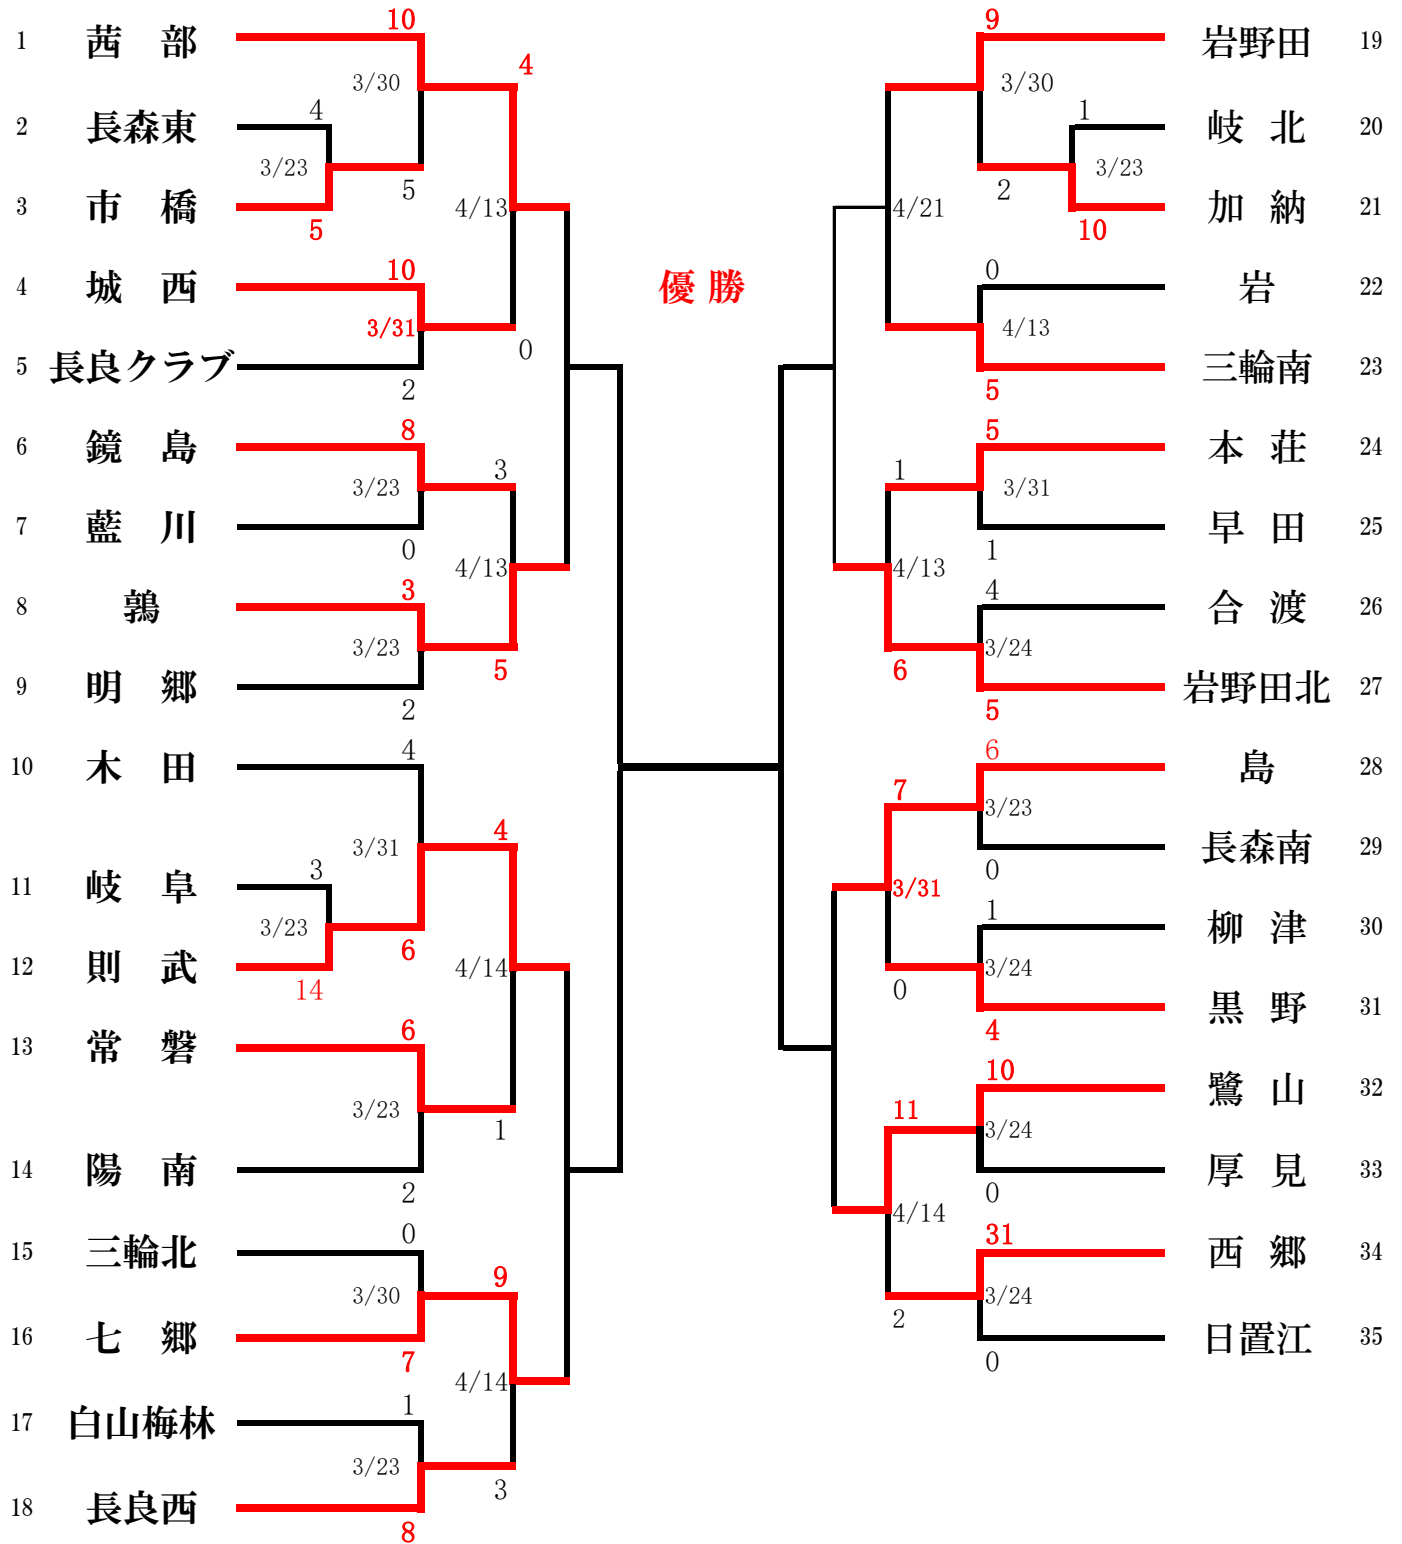 10
1 茜 部
3/30
4
2 長森東
4
3/23
5
3 市 橋
5
4/13
4 城 西
10
3/31
0
5 長良クラブ
2
6 鏡 島
8
3/23
3
7 藍 川
0
4/13
8 鶉
3
3/23
5
9 明 郷
2
10 木 田
4
3/31
4
11 岐 阜
3
3/23
6
12 則 武
14
4/14
13 常 磐
6
3/23
1
14 陽 南
2
15 三輪北
0
3/30
9
16 七 郷
7
4/14
17 白山梅林
1
3/23
3
18 長良西
8
優 勝
9
岩野田 19
3/30
1
岐 北 20
3/23
2
加 納 21
10
4/21
0
岩 22
4/13
三輪南 23
5
5
本 荘 24
1
3/31
早 田 25
1
4/13
4
合 渡 26
3/24
6
岩野田北 27
5
6
島 28
7
3/23
長森南 29
0
3/31
1
柳 津 30
3/24
0
黒 野 31
4
10
鷺 山 32
11
3/24
厚 見 33
0
4/14
31
西 郷 34
3/24
2
日置江 35
0